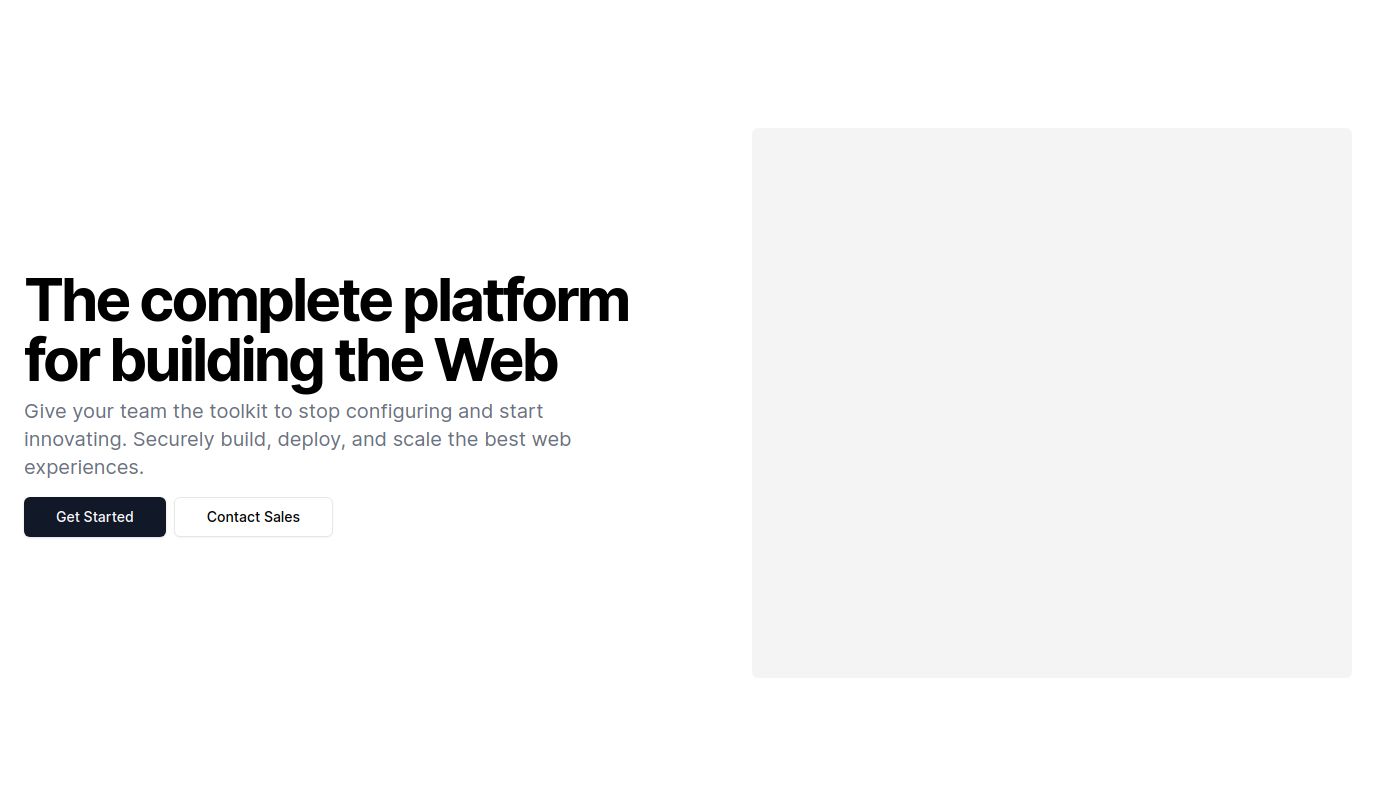 The complete platform
for building the Web
Give your team the toolkit to stop configuring and start
innovating. Securely build, deploy, and scale the best web
experiences.
Get Started
Contact Sales